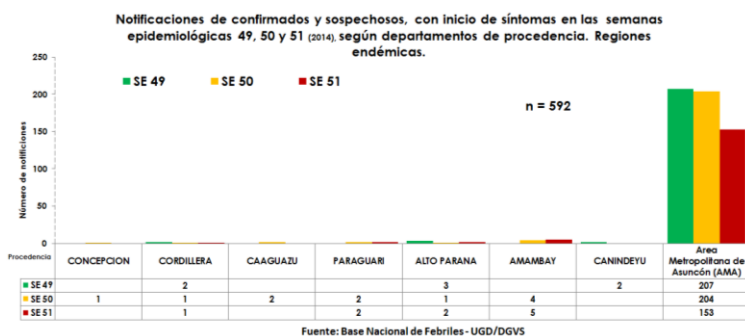 Notificaciones de confirmados y sospechosos, con inicio de síntomas en las semanas
epidemiológicas 49, 50 y 51 (2014), según departamentos de procedencia. Regiones
endémicas.
250
200
150
100
50
0
Número de notificiones
SE 49 SE 50 SE 51
n = 592
Procedencia CONCEPCION CORDILLERA CAAGUAZU PARAGUARI ALTO PARANA AMAMBAY CANINDEYU Area
Metropolitana de
Asuncón (AMA)
SE 49 2 3 2 207
SE 50 1 1 2 2 1 4 204
SE 51 1 2 2 5 153
Fuente: Base Nacional de Febriles - UGD/DGVS